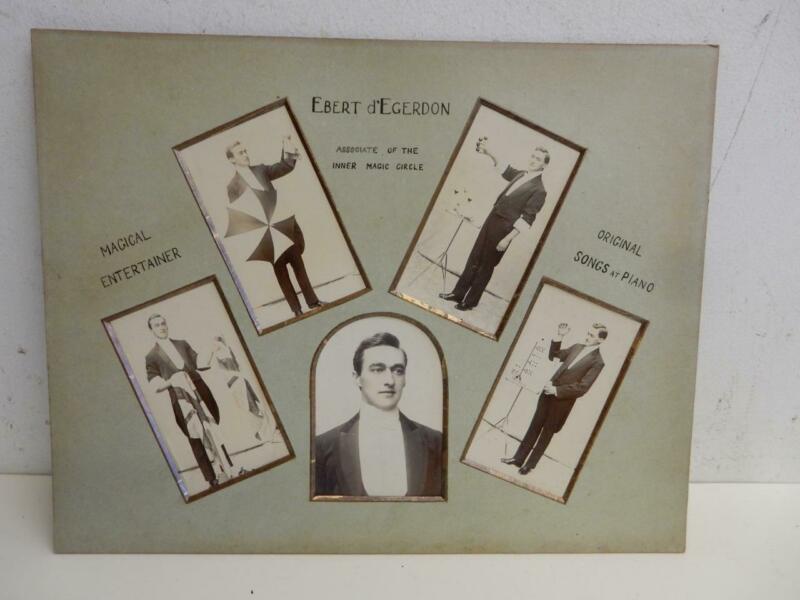 EBERT d'EGERDON
ASSOCIATE OF THE
INNER MAGIC CIRCLE
MAGICAL
ENTERTAINER
ORIGINAL
SONGS AT PIANO